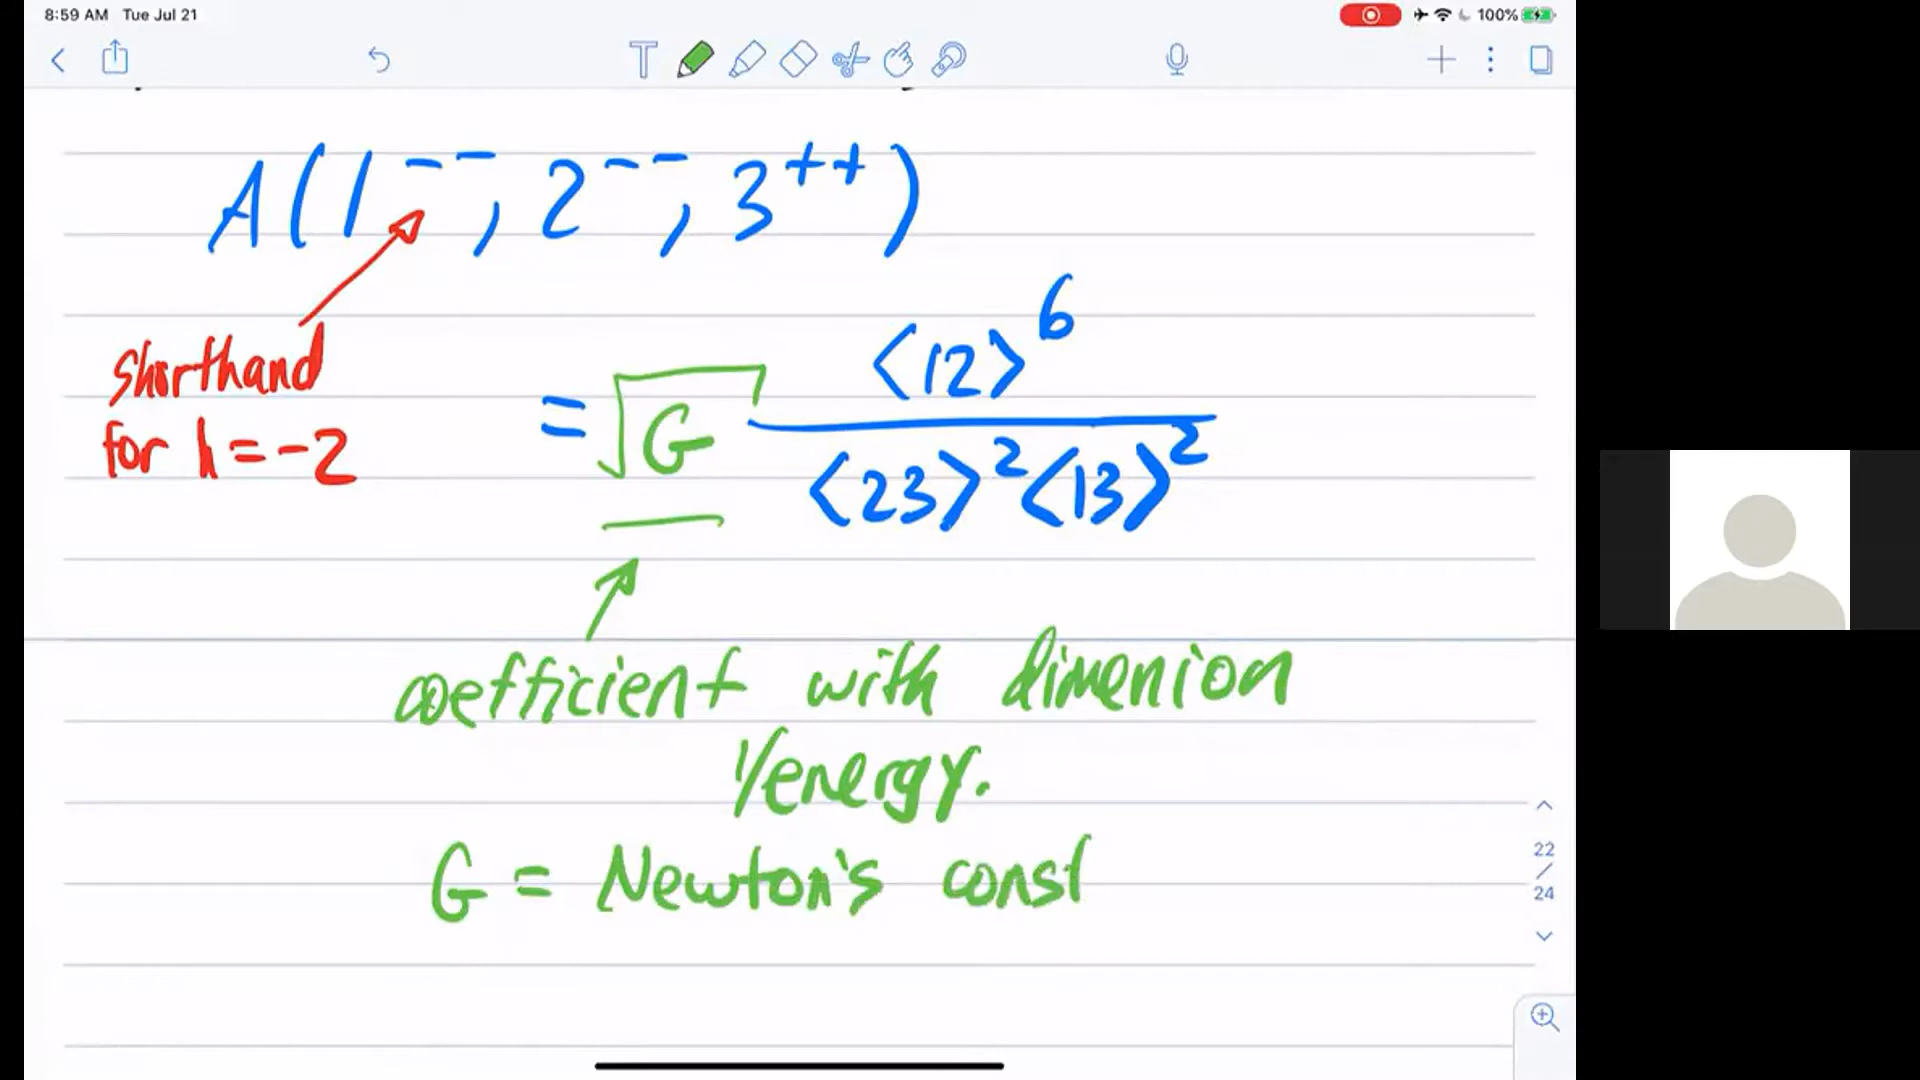 8:59 AM Tue Jul 21
100%
A(1⁻⁻, 2⁻⁻, 3⁺⁺)
shorthand
for h = -2
= √G ⟨12⟩⁶ / ⟨23⟩²⟨13⟩²
coefficient with dimenion
1/energy.
G = Newton's const
22
/
24